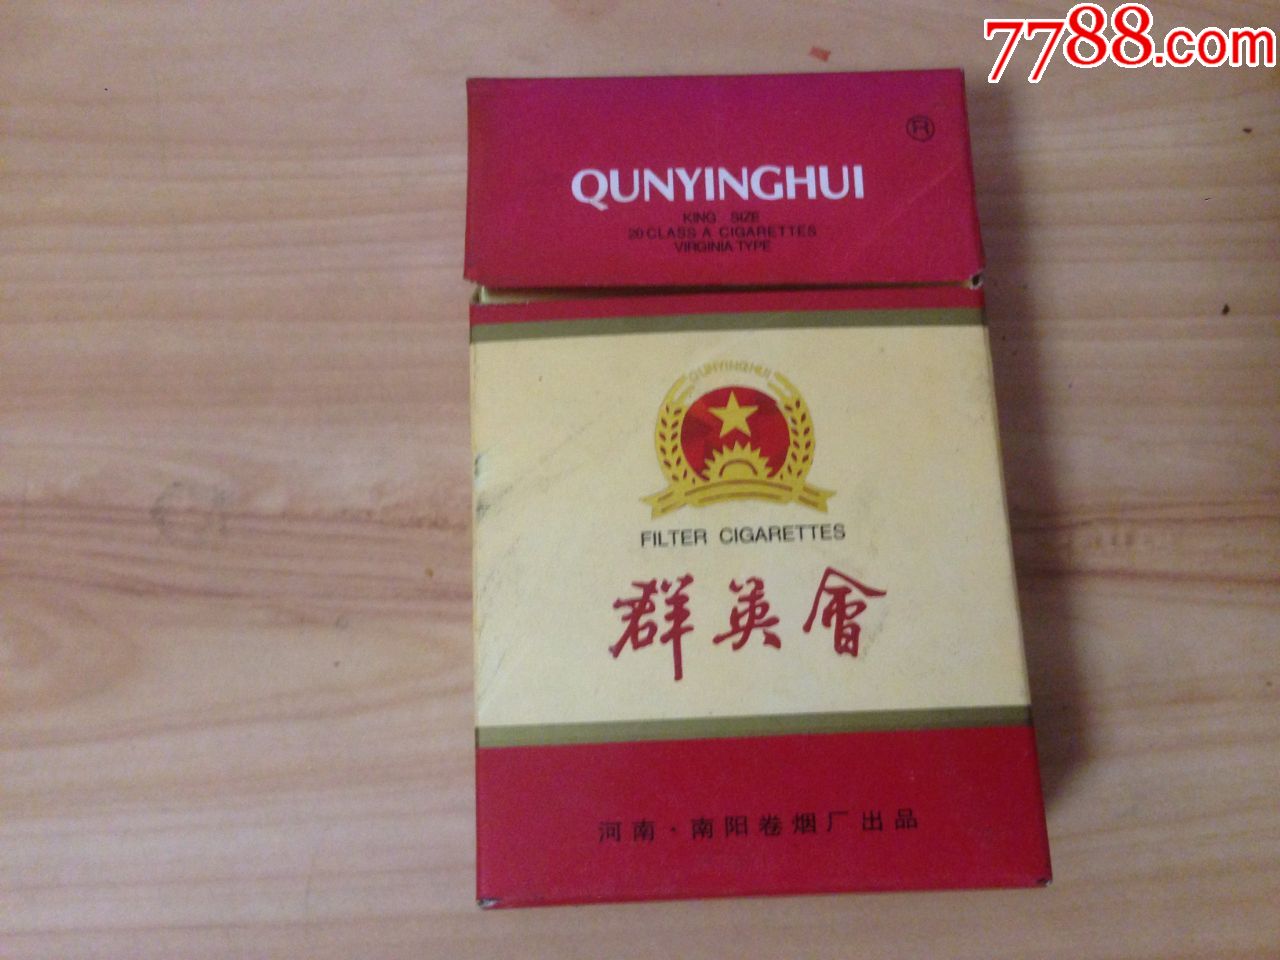 7788.com
®
QUNYINGHUI
KING SIZE
20 CLASS A CIGARETTES
VIRGINIA TYPE
QUNYINGHUI
FILTER CIGARETTES
群英會
河南·南阳卷烟厂出品